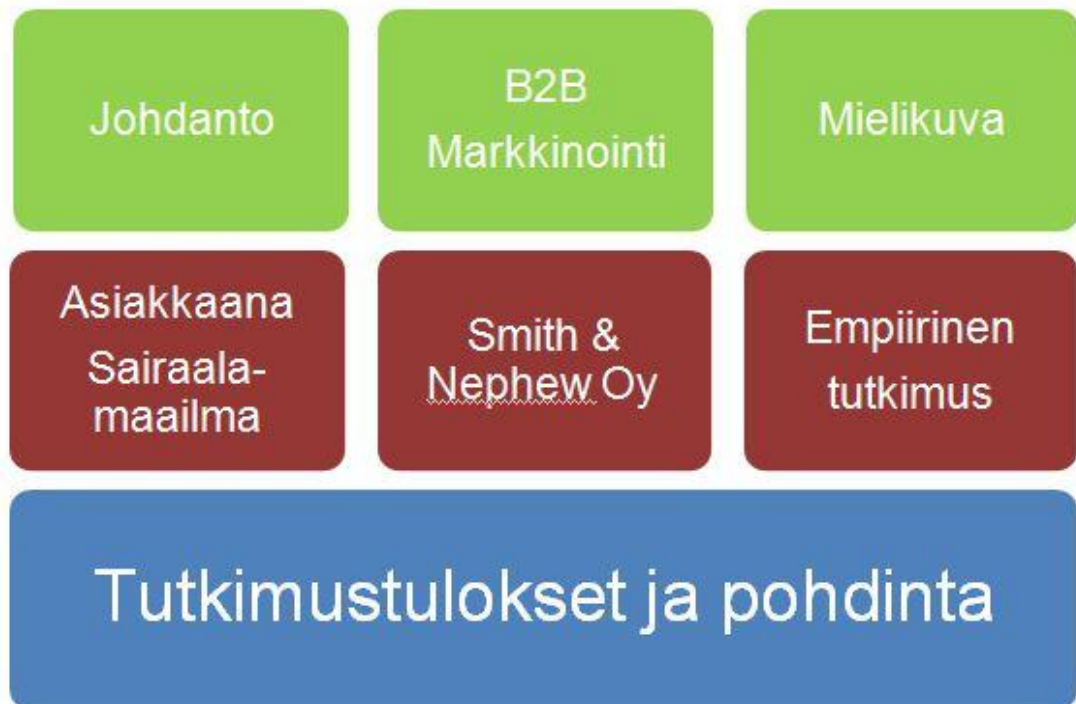 Johdanto
B2B
Markkinointi
Mielikuva
Asiakkaana
Sairaala-
maailma
Smith &
Nephew Oy
Empiirinen
tutkimus
Tutkimustulokset ja pohdinta